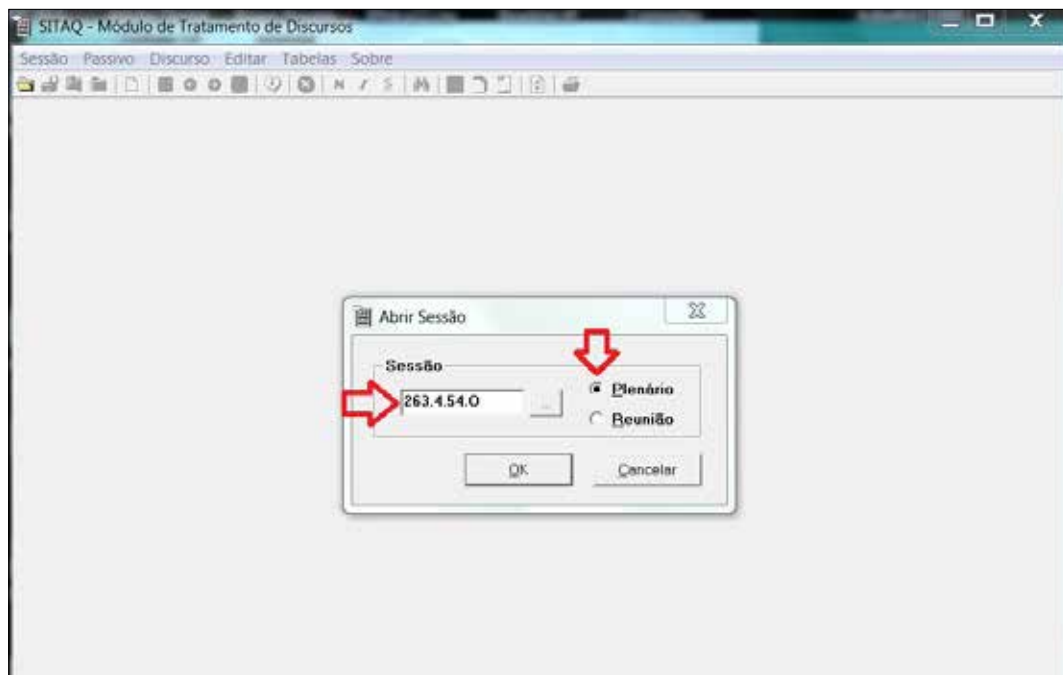 SITAQ - Módulo de Tratamento de Discursos
Sessão Passivo Discurso Editar Tabelas Sobre
N I S
Abrir Sessão
Sessão
263.4.54.O
...
Plenário
Reunião
OK
Cancelar